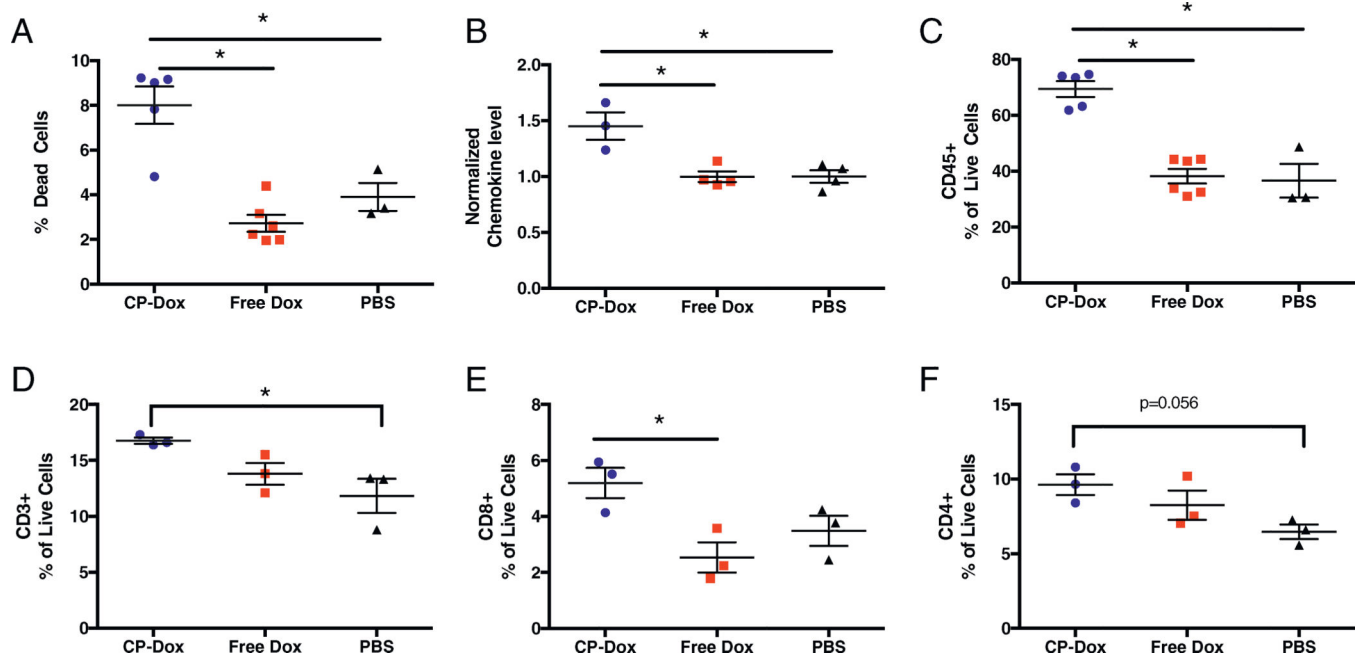 A
*
*
% Dead Cells
10
8
6
4
2
0
CP-Dox Free Dox PBS
B
*
*
Normalized
Chemokine level
2.0
1.5
1.0
0.5
0.0
CP-Dox Free Dox PBS
C
*
*
CD45+
% of Live Cells
80
60
40
20
0
CP-Dox Free Dox PBS
D
*
CD3+
% of Live Cells
20
15
10
5
0
CP-Dox Free Dox PBS
E
*
CD8+
% of Live Cells
8
6
4
2
0
CP-Dox Free Dox PBS
F
p=0.056
CD4+
% of Live Cells
15
10
5
0
CP-Dox Free Dox PBS